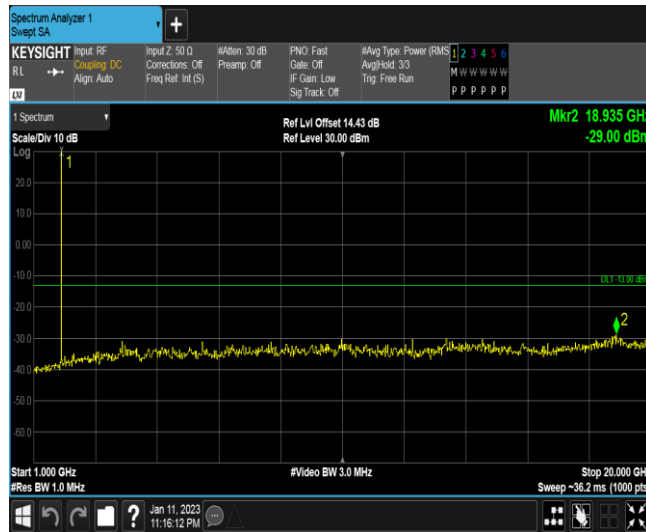 Spectrum Analyzer 1
Swept SA
+
KEYSIGHT Input: RF Input Z: 50 Ω #Atten: 30 dB PNO: Fast #Avg Type: Power (RMS 1 2 3 4 5 6
RL Coupling: DC Corrections: Off Preamp: Off Gate: Off Avg|Hold: 3/3 M W W W W W
Align: Auto Freq Ref: Int (S) IF Gain: Low Trig: Free Run
LXI Sig Track: Off P P P P P P
1 Spectrum Ref Lvl Offset 14.43 dB Mkr2 18.935 GHz
Scale/Div 10 dB Ref Level 30.00 dBm -29.00 dBm
Log
1
20.0
10.0
0.00
-10.0
DL1 -13.00 dBm
-20.0
2
-30.0
-40.0
-50.0
-60.0
Start 1.000 GHz #Video BW 3.0 MHz Stop 20.000 GHz
#Res BW 1.0 MHz Sweep ~36.2 ms (1000 pts)
? Jan 11, 2023
11:16:12 PM